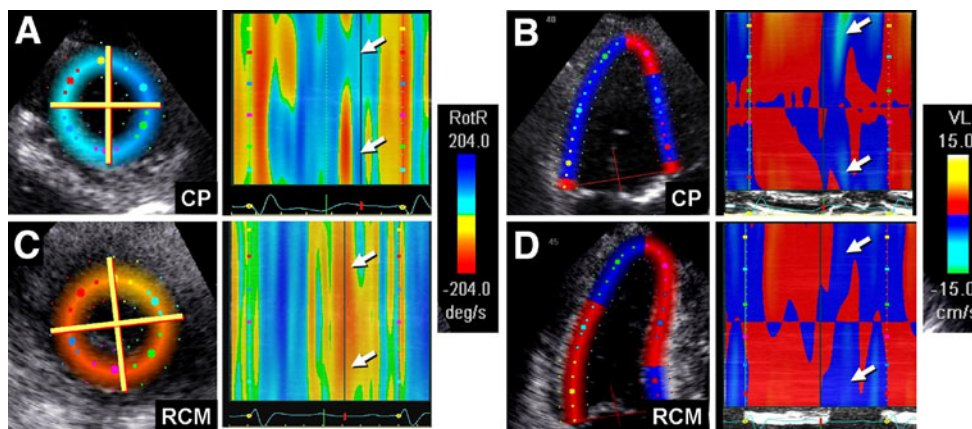 A
CP
RotR
204.0
-204.0
deg/s
B
48
CP
VL
15.0
-15.0
cm/s
C
RCM
D
45
RCM